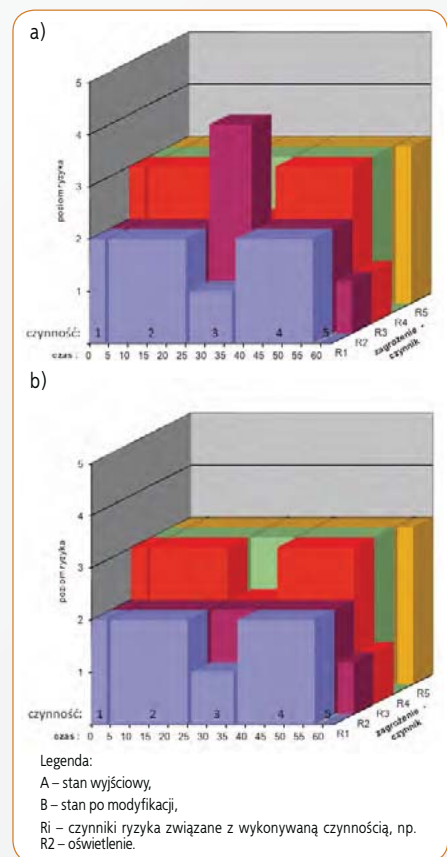 a)
5
4
3
2
1
poziom ryzyka
czynność: 1 2 3 4 5
czas: 0 5 10 15 20 25 30 35 40 45 50 55 60
R1 R2 R3 R4 R5
zagrożenie -
czynnik
b)
5
4
3
2
1
poziom ryzyka
czynność: 1 2 3 4 5
czas: 0 5 10 15 20 25 30 35 40 45 50 55 60
R1 R2 R3 R4 R5
zagrożenie -
czynnik
Legenda:
A – stan wyjściowy,
B – stan po modyfikacji,
Ri – czynniki ryzyka związane z wykonywaną czynnością, np.
R2 – oświetlenie.